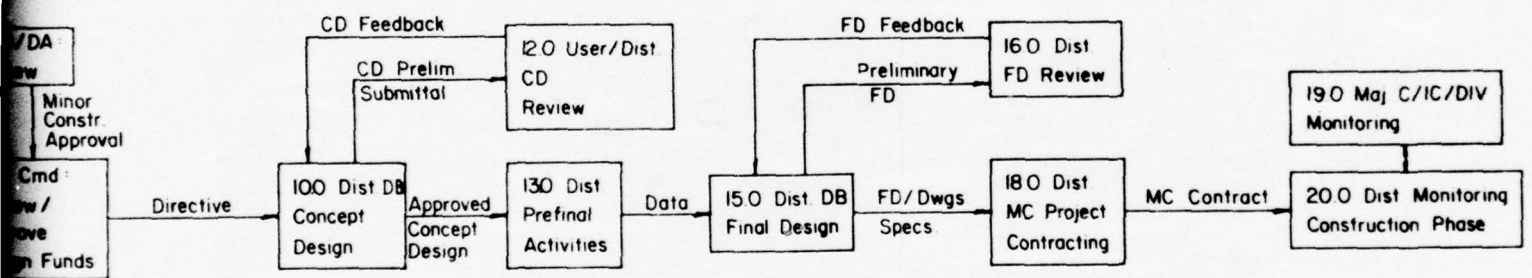 /DA
Minor
Constr.
Approval
Cmd
n Funds
Directive
CD Feedback
CD Prelim
Submittal
12.0 User/Dist.
CD
Review
10.0 Dist DB
Concept
Design
Approved
Concept
Design
13.0 Dist.
Prefinal
Activities
Data
FD Feedback
Preliminary
FD
16.0 Dist.
FD Review
15.0 Dist. DB
Final Design
FD/Dwgs
Specs.
18.0 Dist
MC Project
Contracting
MC Contract
19.0 Maj C/IC/DIV
Monitoring
20.0 Dist Monitoring
Construction Phase